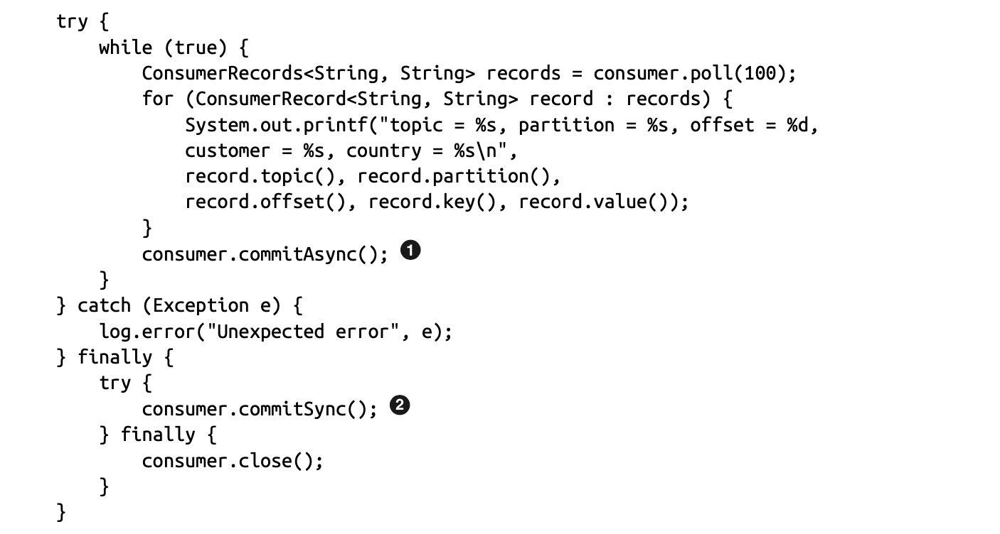 try {
    while (true) {
        ConsumerRecords<String, String> records = consumer.poll(100);
        for (ConsumerRecord<String, String> record : records) {
            System.out.printf("topic = %s, partition = %s, offset = %d,
            customer = %s, country = %s\n",
            record.topic(), record.partition(),
            record.offset(), record.key(), record.value());
        }
        consumer.commitAsync(); ❶
    }
} catch (Exception e) {
    log.error("Unexpected error", e);
} finally {
    try {
        consumer.commitSync(); ❷
    } finally {
        consumer.close();
    }
}